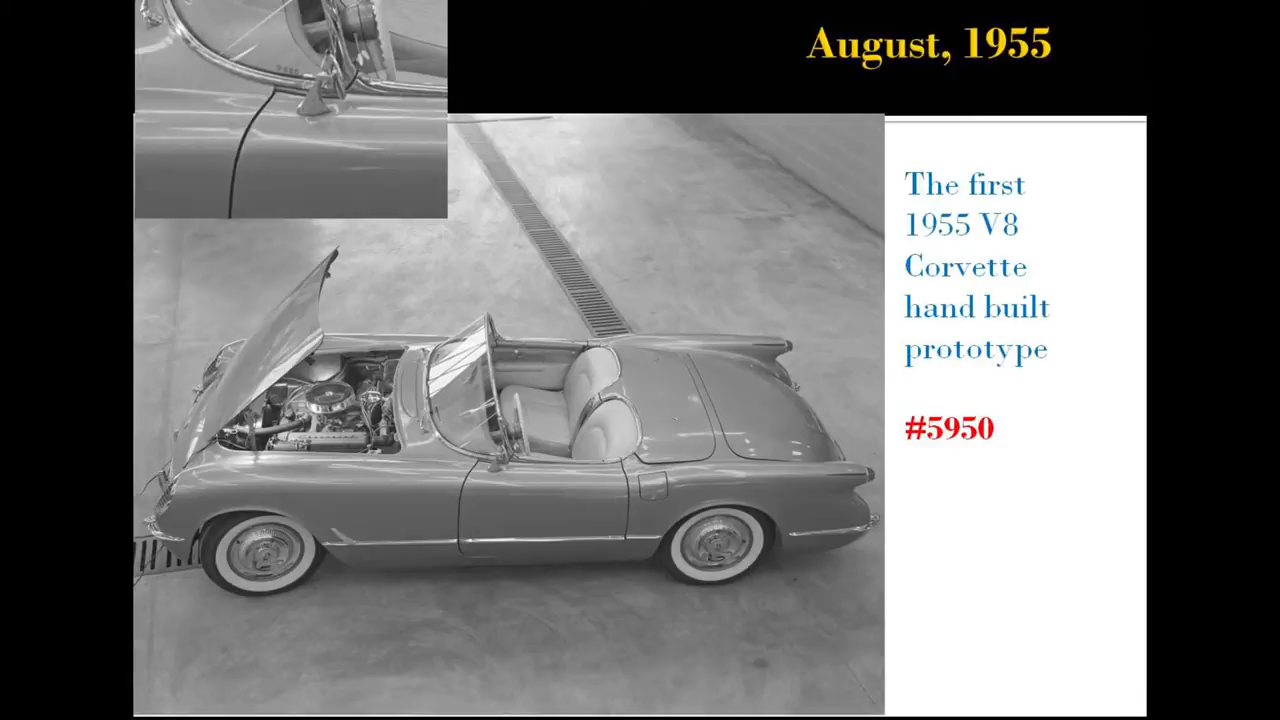 August, 1955
The first
1955 V8
Corvette
hand built
prototype
#5950